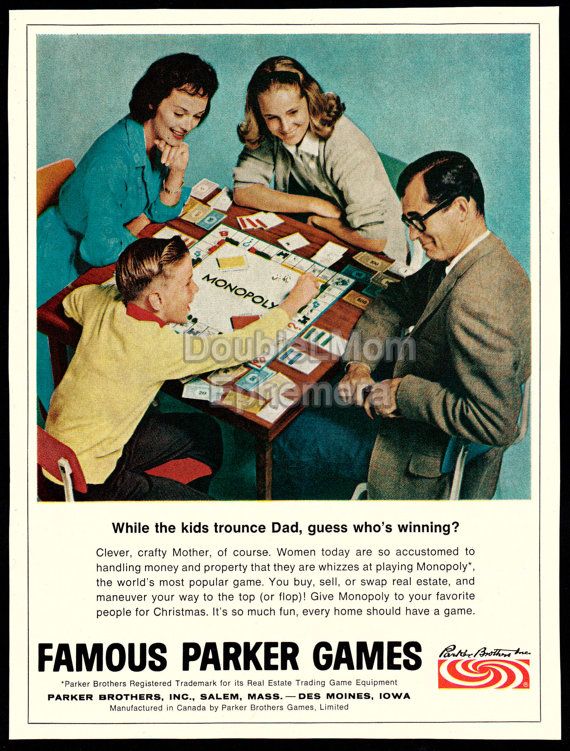 MONOPOLY
DoubleEMom
Ephemera
While the kids trounce Dad, guess who's winning?
Clever, crafty Mother, of course. Women today are so accustomed to
handling money and property that they are whizzes at playing Monopoly*,
the world's most popular game. You buy, sell, or swap real estate, and
maneuver your way to the top (or flop)! Give Monopoly to your favorite
people for Christmas. It's so much fun, every home should have a game.
FAMOUS PARKER GAMES
Parker Brothers Inc.
*Parker Brothers Registered Trademark for its Real Estate Trading Game Equipment
PARKER BROTHERS, INC., SALEM, MASS. — DES MOINES, IOWA
Manufactured in Canada by Parker Brothers Games, Limited